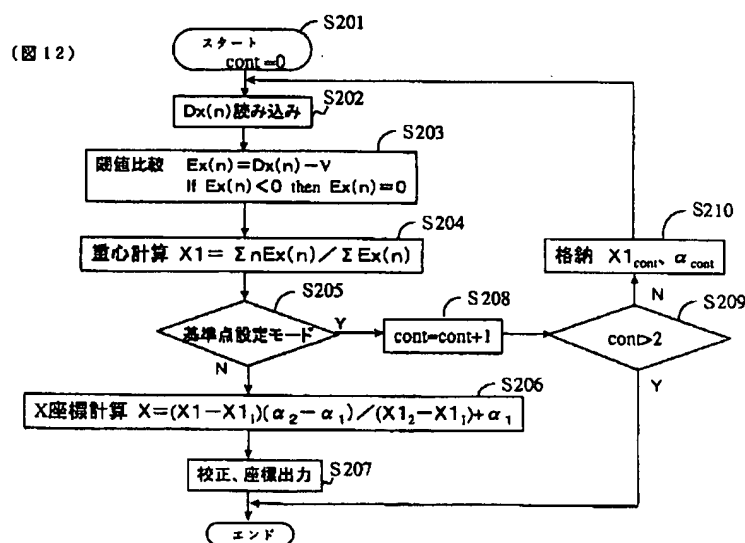 (図12)
S201
スタート
cont=0
S202
Dx(n)読み込み
S203
閾値比較 Ex(n)=Dx(n)-V
If Ex(n)<0 then Ex(n)=0
S204
重心計算 X1=ΣnEx(n)/ΣEx(n)
S205
基準点設定モード
Y
N
S208
cont=cont+1
S209
cont>2
N
Y
S210
格納 X1cont、αcont
S206
X座標計算 X=(X1-X1₁)(α₂-α₁)/(X1₂-X1₁)+α₁
S207
校正、座標出力
エンド